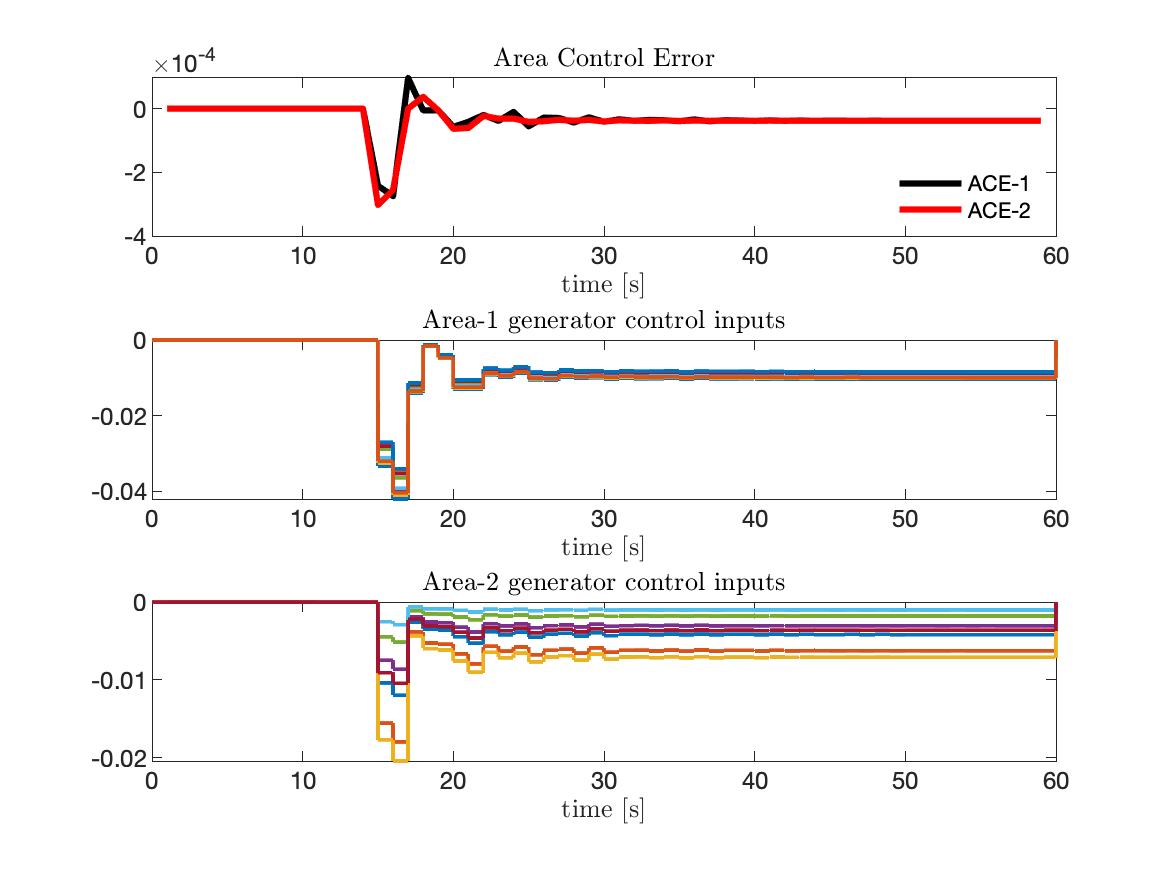 Area Control Error
×10-4
0
-2
-4
ACE-1
ACE-2
0 10 20 30 40 50 60
time [s]
Area-1 generator control inputs
0
-0.02
-0.04
0 10 20 30 40 50 60
time [s]
Area-2 generator control inputs
0
-0.01
-0.02
0 10 20 30 40 50 60
time [s]